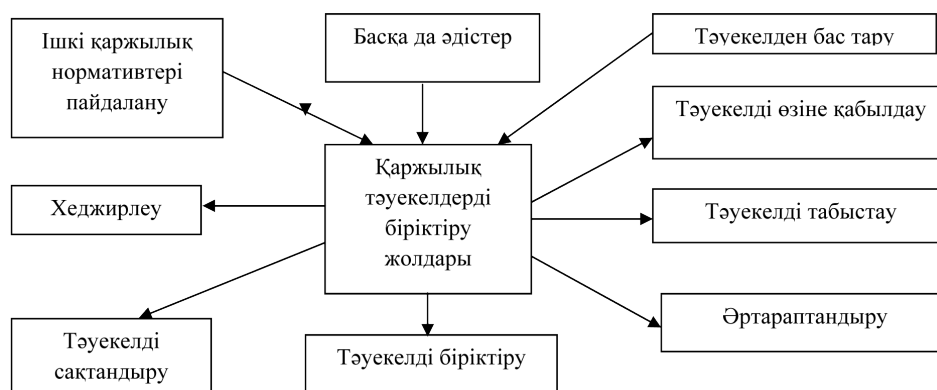 Ішкі қаржылық
нормативтері
пайдалану
Басқа да әдістер
Тәуекелден бас тару
Тәуекелді өзіне қабылдау
Қаржылық
тәуекелдерді
біріктіру
жолдары
Хеджирлеу
Тәуекелді табыстау
Әртараптандыру
Тәуекелді
сақтандыру
Тәуекелді біріктіру